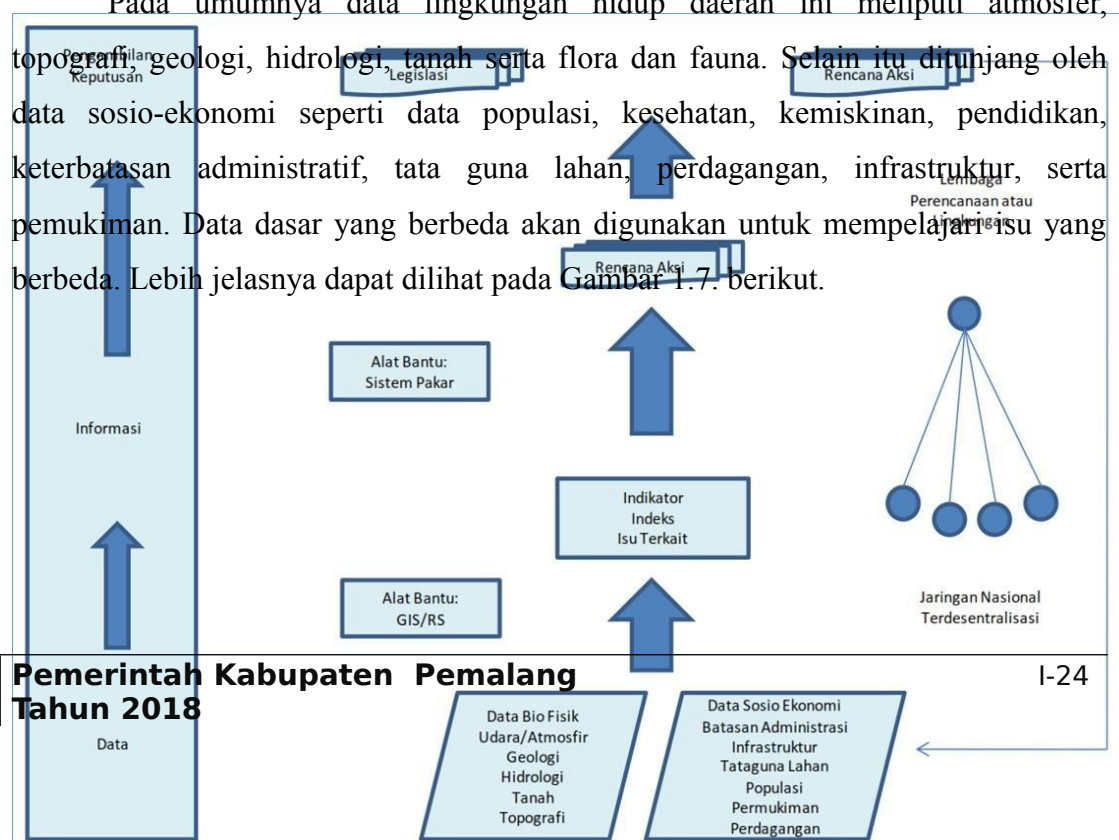 Pada umumnya data lingkungan hidup daerah ini meliputi atmosfer,
topografi, geologi, hidrologi, tanah serta flora dan fauna. Selain itu ditunjang oleh
data sosio-ekonomi seperti data populasi, kesehatan, kemiskinan, pendidikan,
keterbatasan administratif, tata guna lahan, perdagangan, infrastruktur, serta
pemukiman. Data dasar yang berbeda akan digunakan untuk mempelajari isu yang
berbeda. Lebih jelasnya dapat dilihat pada Gambar 1.7. berikut.
Pengambilan
Keputusan
Legislasi
Rencana Aksi
Lembaga
Perencanaan atau
Lingkungan
Rencana Aksi
Alat Bantu:
Sistem Pakar
Informasi
Indikator
Indeks
Isu Terkait
Alat Bantu:
GIS/RS
Jaringan Nasional
Terdesentralisasi
Pemerintah Kabupaten Pemalang
Tahun 2018
I-24
Data
Data Bio Fisik
Udara/Atmosfir
Geologi
Hidrologi
Tanah
Topografi
Data Sosio Ekonomi
Batasan Administrasi
Infrastruktur
Tataguna Lahan
Populasi
Permukiman
Perdagangan